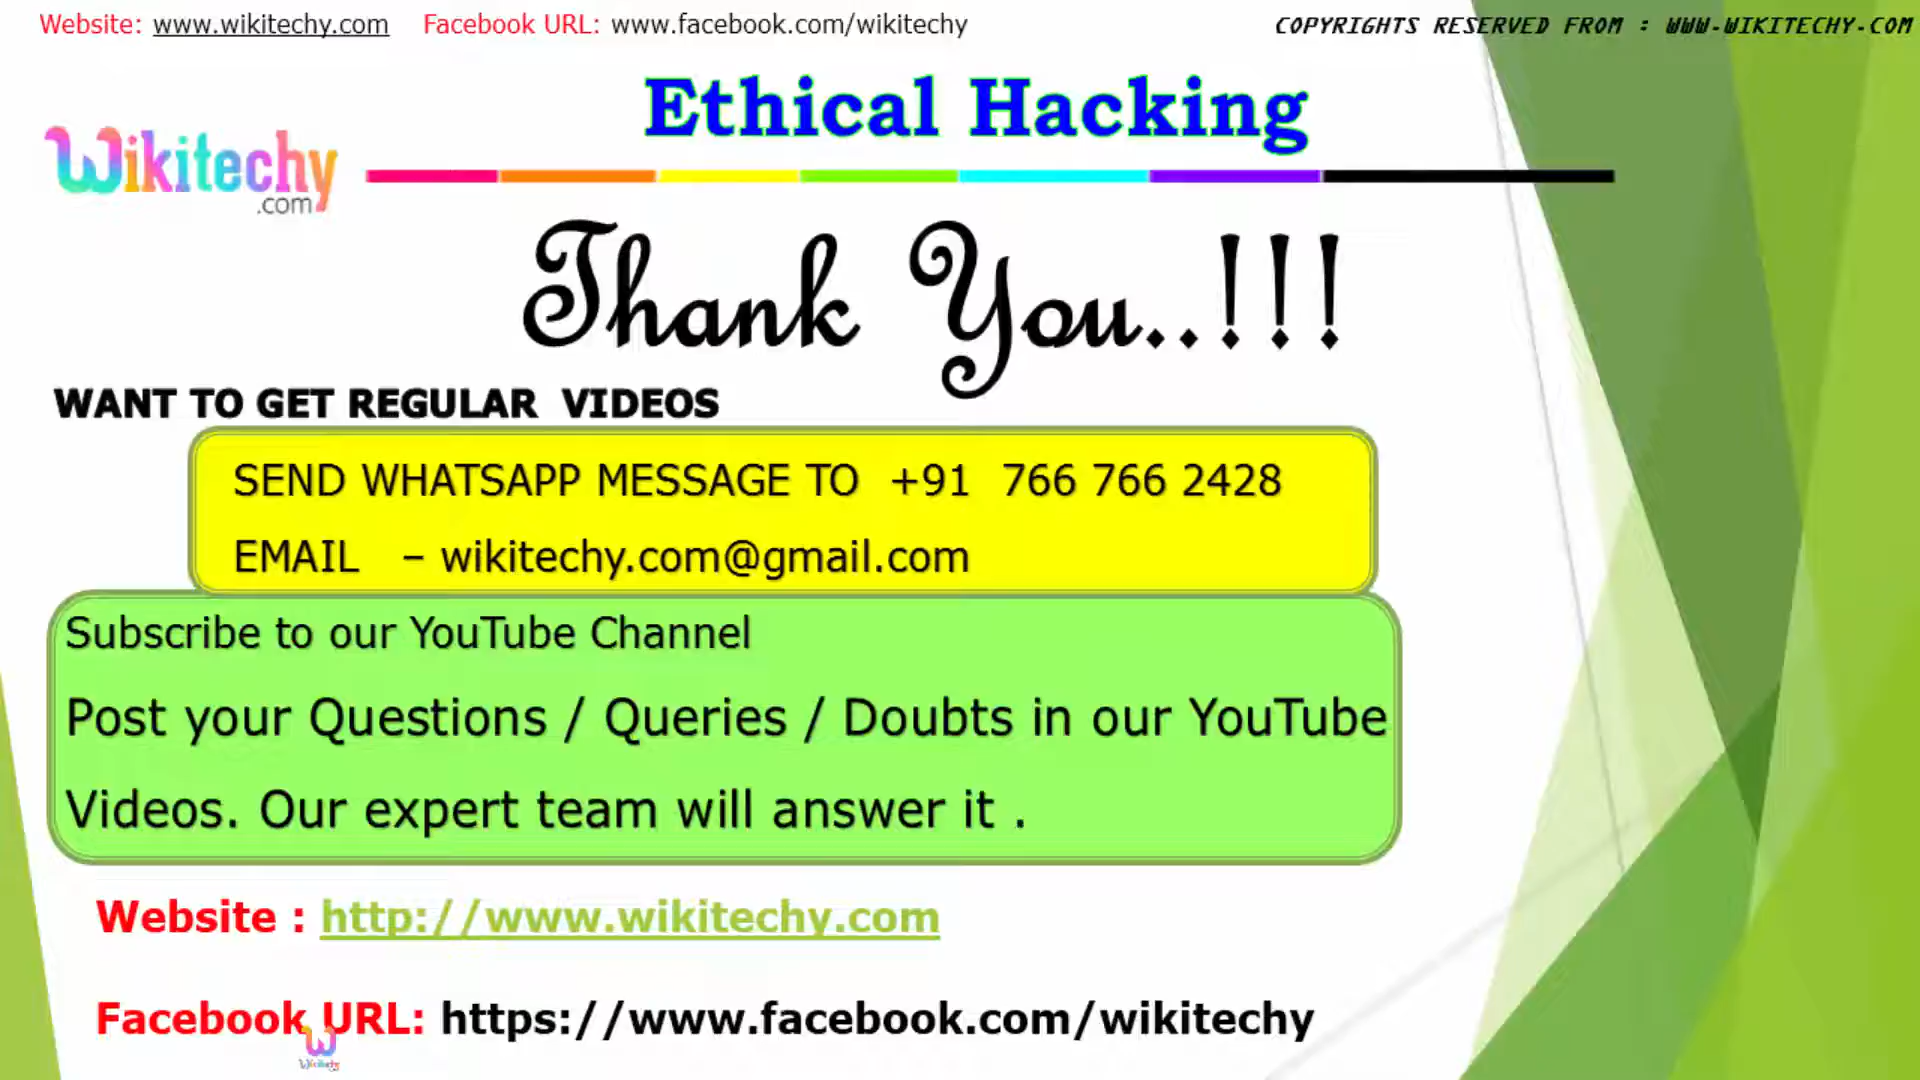 Website: www.wikitechy.com Facebook URL: www.facebook.com/wikitechy COPYRIGHTS RESERVED FROM : WWW.WIKITECHY.COM
Ethical Hacking
Wikitechy
.com
Thank You..!!!
WANT TO GET REGULAR VIDEOS
SEND WHATSAPP MESSAGE TO +91 766 766 2428
EMAIL – wikitechy.com@gmail.com
Subscribe to our YouTube Channel
Post your Questions / Queries / Doubts in our YouTube
Videos. Our expert team will answer it .
Website : http://www.wikitechy.com
Facebook URL: https://www.facebook.com/wikitechy
W
Wikitechy